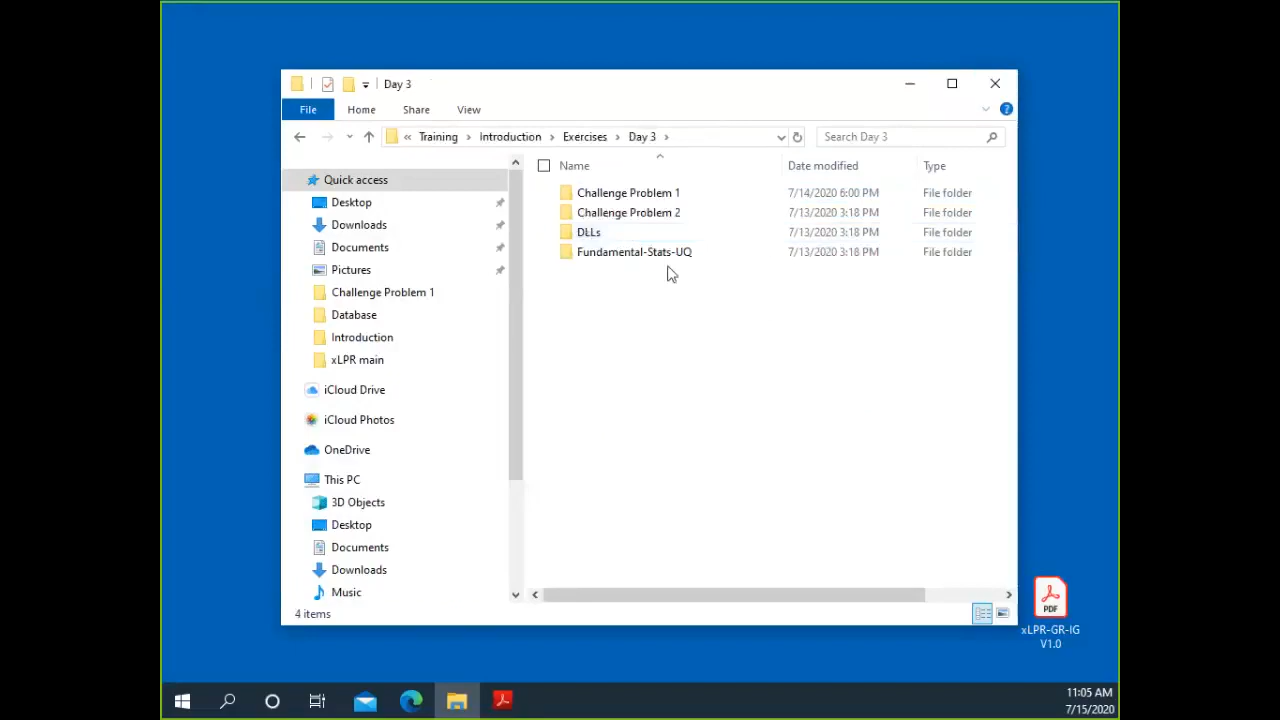 Day 3
File Home Share View
« Training > Introduction > Exercises > Day 3 > Search Day 3
Name Date modified Type
Quick access
Desktop
Downloads
Documents
Pictures
Challenge Problem 1
Database
Introduction
xLPR main
iCloud Drive
iCloud Photos
OneDrive
This PC
3D Objects
Desktop
Documents
Downloads
Music
Challenge Problem 1 7/14/2020 6:00 PM File folder
Challenge Problem 2 7/13/2020 3:18 PM File folder
DLLs 7/13/2020 3:18 PM File folder
Fundamental-Stats-UQ 7/13/2020 3:18 PM File folder
4 items
PDF
xLPR-GR-IG
V1.0
11:05 AM
7/15/2020